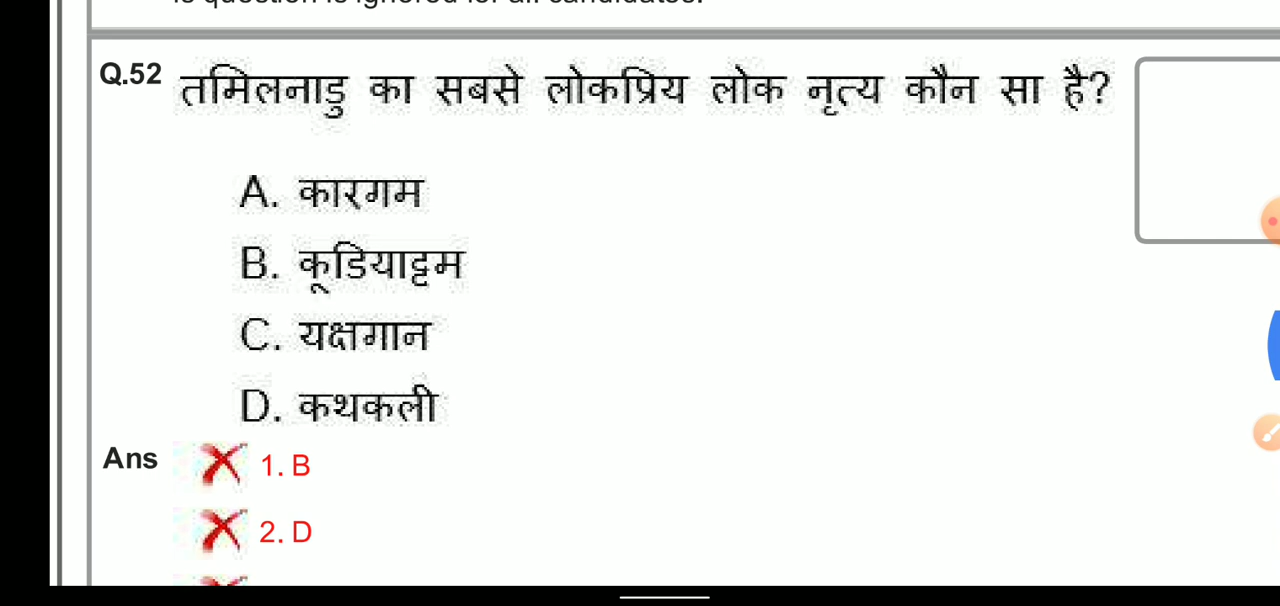 Q.52 तमिलनाडु का सबसे लोकप्रिय लोक नृत्य कौन सा है?
A. कारगम
B. कूडियाट्टम
C. यक्षगान
D. कथकली
Ans 1. B
2. D